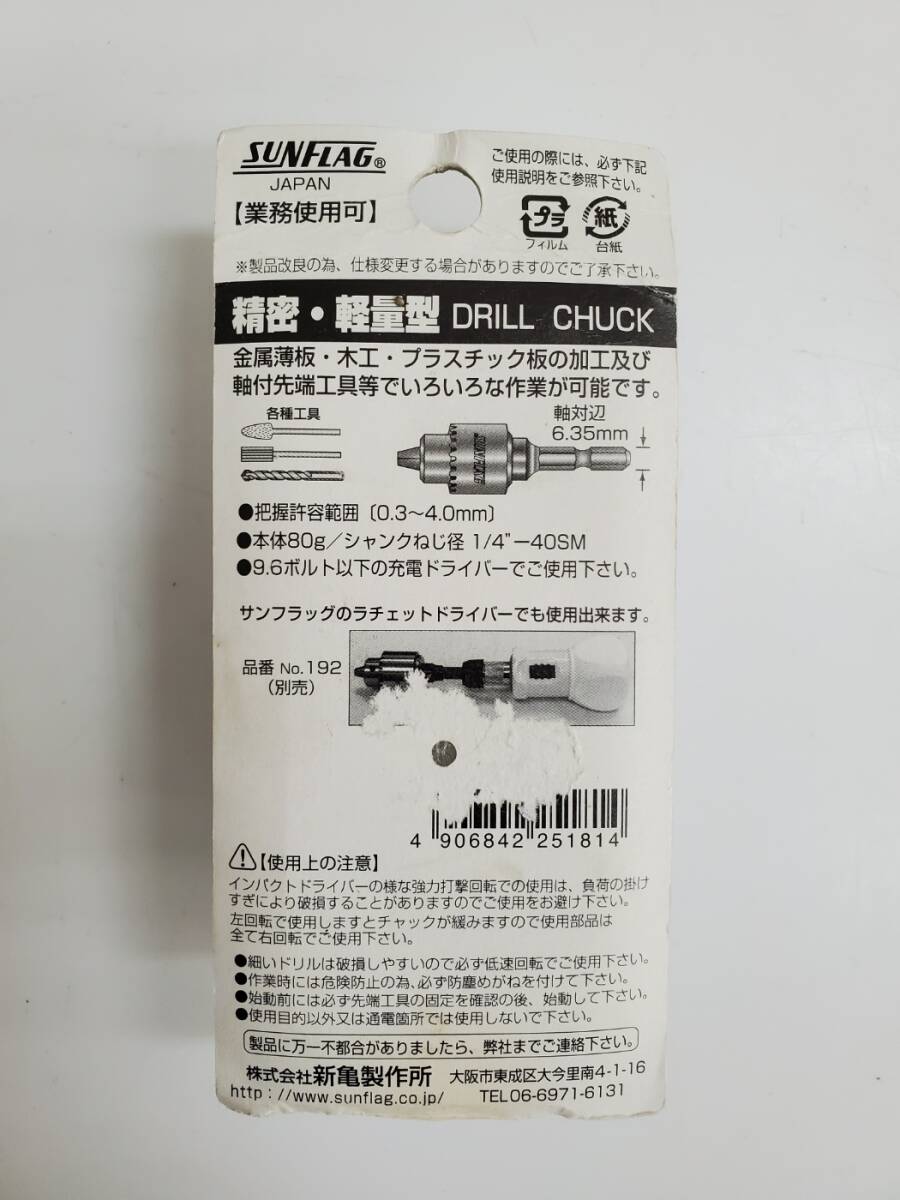 SUNFLAG®
JAPAN
【業務使用可】
ご使用の際には、必ず下記
使用説明をご参照下さい。
プラ
フィルム
紙
台紙
※製品改良の為、仕様変更する場合がありますのでご了承下さい。
精密・軽量型 DRILL CHUCK
金属薄板・木工・プラスチック板の加工及び
軸付先端工具等でいろいろな作業が可能です。
各種工具
軸対辺
6.35mm
SUNFLAG
●把握許容範囲〔0.3～4.0mm〕
●本体80g／シャンクねじ径 1/4"ー40SM
●9.6ボルト以下の充電ドライバーでご使用下さい。
サンフラッグのラチェットドライバーでも使用出来ます。
品番 No.192
（別売）
4 906842 251814
⚠【使用上の注意】
インパクトドライバーの様な強力打撃回転での使用は、負荷の掛け
すぎにより破損することがありますのでご使用をお避け下さい。
左回転で使用しますとチャックが緩みますので使用部品は
全て右回転でご使用下さい。
●細いドリルは破損しやすいので必ず低速回転でご使用下さい。
●作業時には危険防止の為、必ず防塵めがねを付けて下さい。
●始動前には必ず先端工具の固定を確認の後、始動して下さい。
●使用目的以外又は通電箇所では使用しないで下さい。
製品に万一不都合がありましたら、弊社までご連絡下さい。
株式会社 新亀製作所 大阪市東成区大今里南4-1-16
http://www.sunflag.co.jp/ TEL06-6971-6131